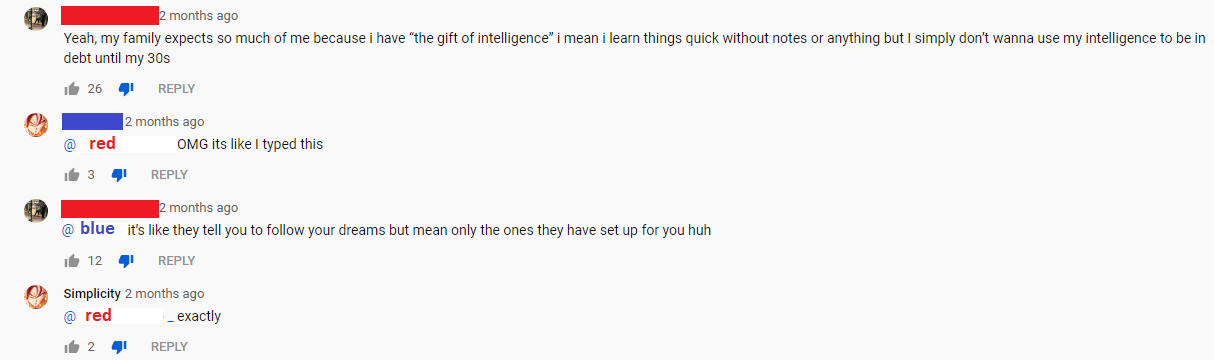 2 months ago
Yeah, my family expects so much of me because i have “the gift of intelligence” i mean i learn things quick without notes or anything but I simply don’t wanna use my intelligence to be in
debt until my 30s
26 REPLY
2 months ago
@ red OMG its like I typed this
3 REPLY
2 months ago
@ blue it’s like they tell you to follow your dreams but mean only the ones they have set up for you huh
12 REPLY
Simplicity 2 months ago
@ red _ exactly
2 REPLY